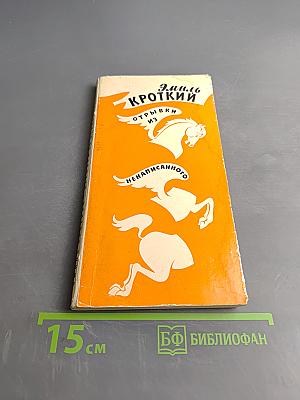 Эмиль
КРОТКИЙ
ОТРЫВКИ
ИЗ
НЕНАПИСАННОГО
15 см
БФ БИБЛИОФАН